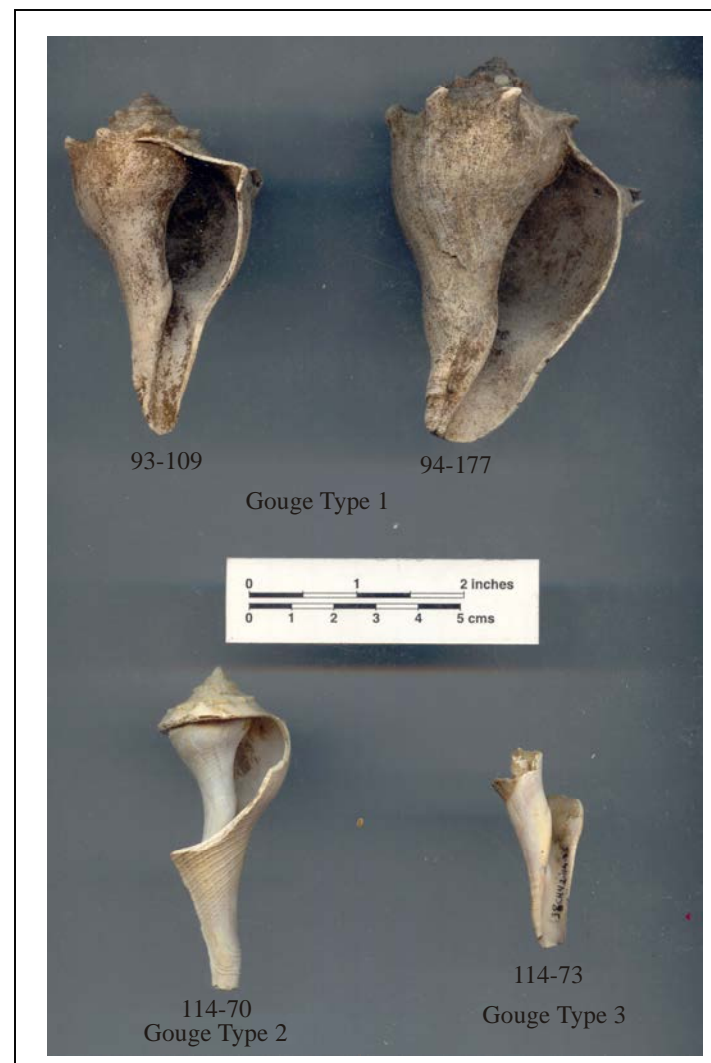 93-109
94-177
Gouge Type 1
0 1 2 inches
0 1 2 3 4 5 cms
114-70
Gouge Type 2
114-73
Gouge Type 3